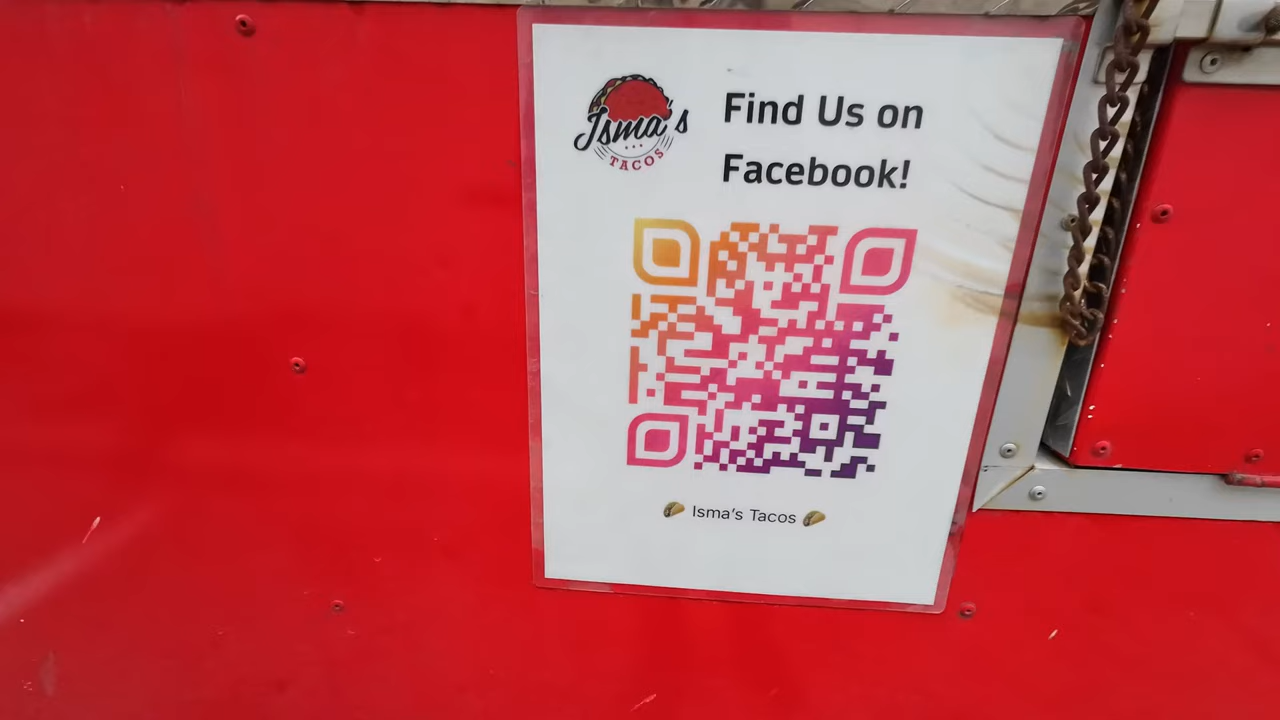 Isma's
TACOS
Find Us on
Facebook!
🌮 Isma's Tacos 🌮